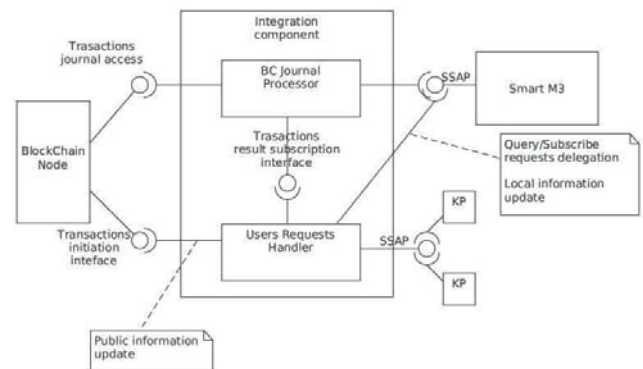 Integration
component
Trasactions
journal access
BC Journal
Processor
SSAP
Smart M3
Trasactions
result subscription
interface
BlockChain
Node
Query/Subscribe
requests delegation
Local information
update
KP
Transactions
initiation
inteface
Users Requests
Handler
SSAP
KP
Public information
update